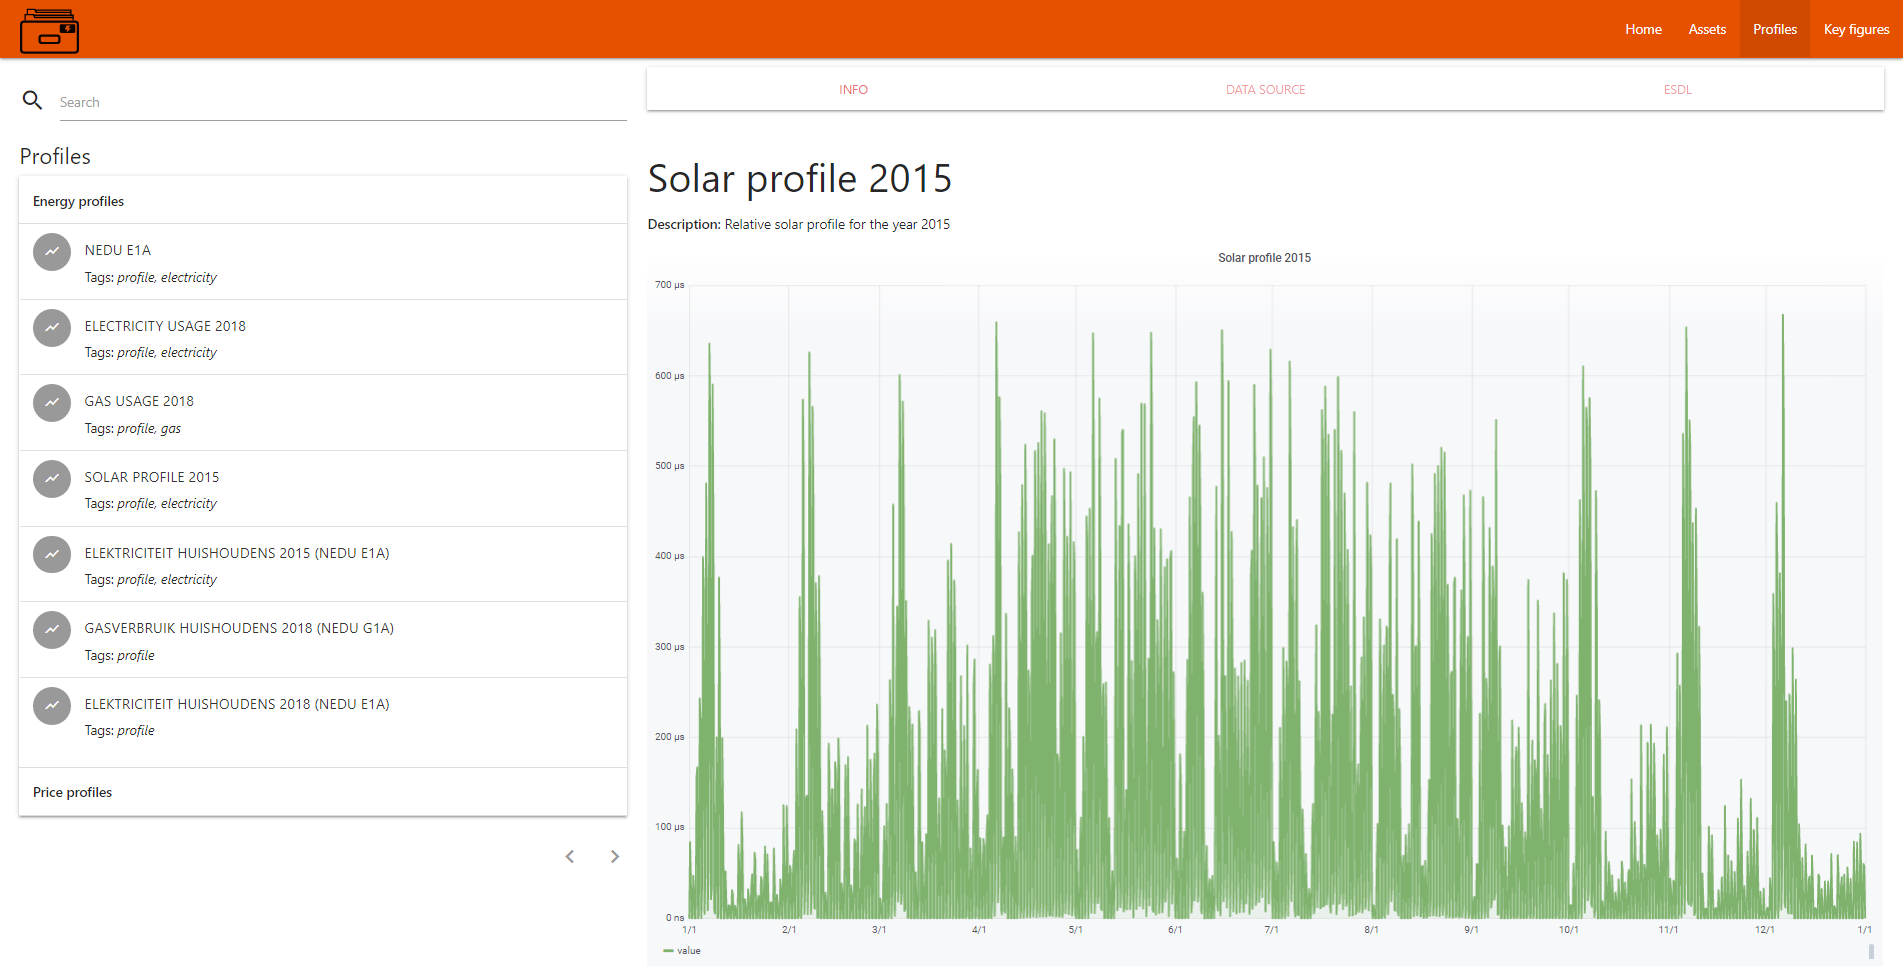 Home Assets Profiles Key figures
Search
Profiles
Energy profiles
NEDU E1A
Tags: profile, electricity
ELECTRICITY USAGE 2018
Tags: profile, electricity
GAS USAGE 2018
Tags: profile, gas
SOLAR PROFILE 2015
Tags: profile, electricity
ELEKTRICITEIT HUISHOUDENS 2015 (NEDU E1A)
Tags: profile, electricity
GASVERBRUIK HUISHOUDENS 2018 (NEDU G1A)
Tags: profile
ELEKTRICITEIT HUISHOUDENS 2018 (NEDU E1A)
Tags: profile
Price profiles
INFO DATA SOURCE ESDL
Solar profile 2015
Description: Relative solar profile for the year 2015
Solar profile 2015
700 µs
600 µs
500 µs
400 µs
300 µs
200 µs
100 µs
0 ns
1/1 2/1 3/1 4/1 5/1 6/1 7/1 8/1 9/1 10/1 11/1 12/1 1/1
value